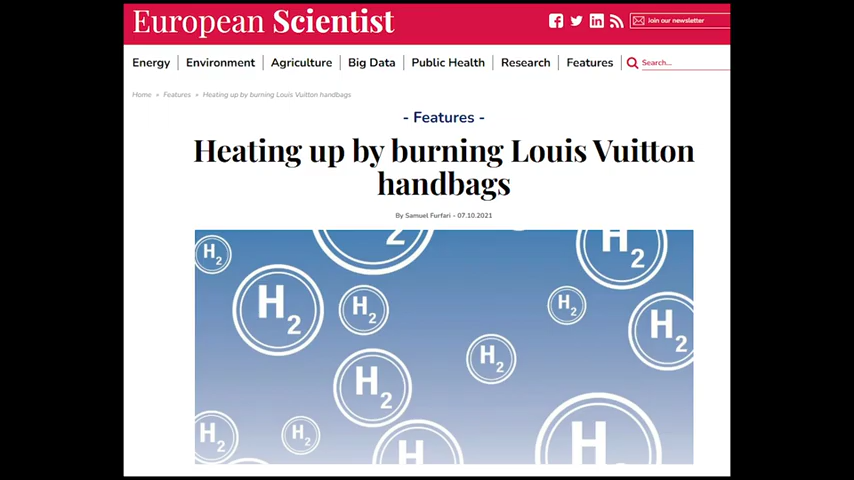 European Scientist
Join our newsletter
Energy Environment Agriculture Big Data Public Health Research Features Search...
Home » Features » Heating up by burning Louis Vuitton handbags
- Features -
Heating up by burning Louis Vuitton
handbags
By Samuel Furfari - 07.10.2021
2
H2
H2
H2
H2
H2
H2
H2
H2
H2
H2
H2
H2